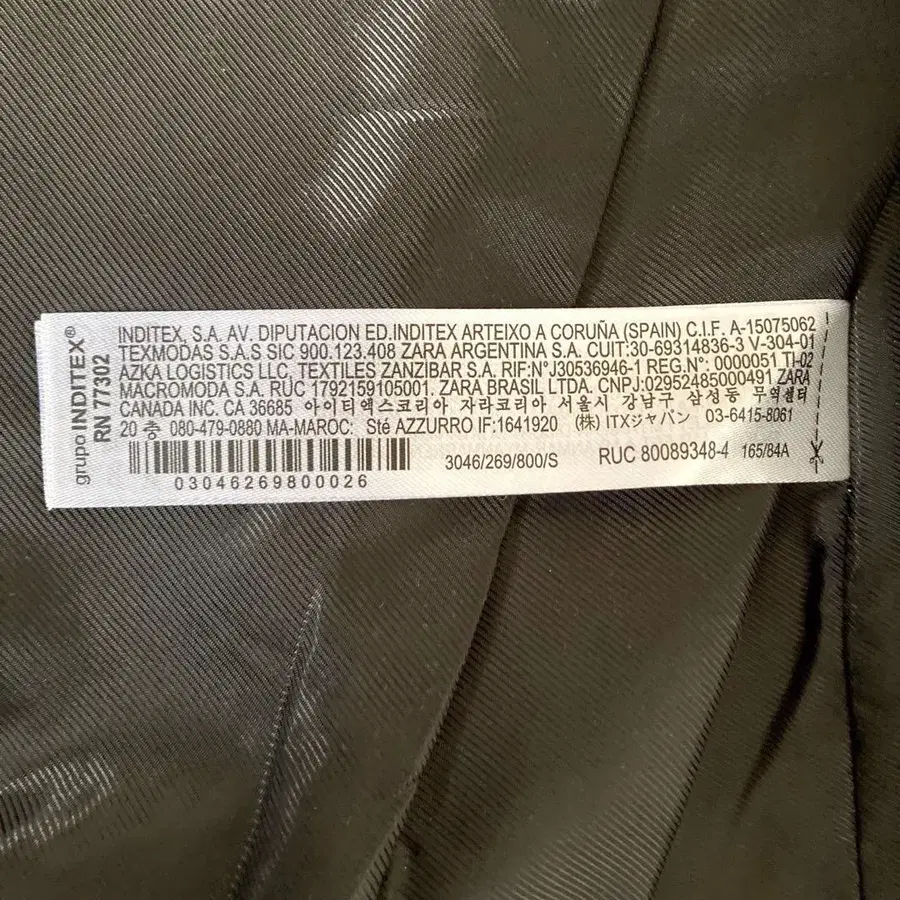 grupo INDITEX®
RN 77302
INDITEX, S.A. AV. DIPUTACION ED.INDITEX ARTEIXO A CORUÑA (SPAIN) C.I.F. A-15075062
TEXMODAS S.A.S SIC 900.123.408 ZARA ARGENTINA S.A. CUIT:30-69314836-3 V-304-01
AZKA LOGISTICS LLC, TEXTILES ZANZIBAR S.A. RIF:N°J30536946-1 REG.N°: 0000051 TI-02
MACROMODA S.A. RUC 1792159105001. ZARA BRASIL LTDA. CNPJ:02952485000491 ZARA
CANADA INC. CA 36685 아이티엑스코리아 자라코리아 서울시 강남구 삼성동 무역센터
20 층 080-479-0880 MA-MAROC: Sté AZZURRO IF:1641920 (株) ITXジャパン 03-6415-8061
3046/269/800/S RUC 80089348-4 165/84A
03046269800026